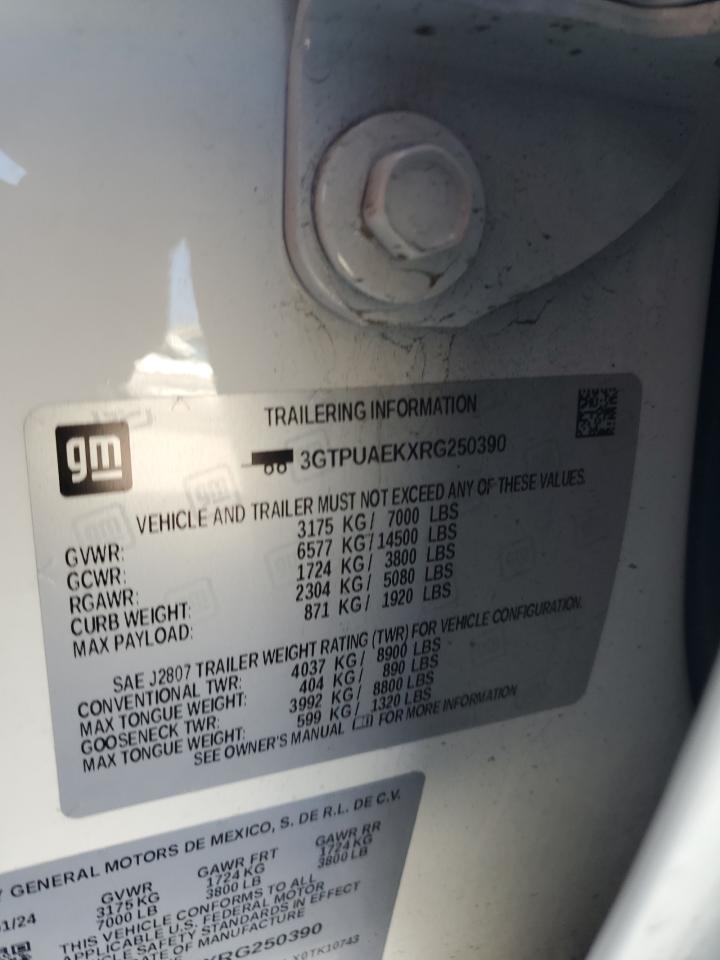 gm
TRAILERING INFORMATION
3GTPUAEKXRG250390
VEHICLE AND TRAILER MUST NOT EXCEED ANY OF THESE VALUES.
GVWR: 3175 KG/ 7000 LBS
GCWR: 6577 KG/14500 LBS
RGAWR: 1724 KG/ 3800 LBS
CURB WEIGHT: 2304 KG/ 5080 LBS
MAX PAYLOAD: 871 KG/ 1920 LBS
SAE J2807 TRAILER WEIGHT RATING (TWR) FOR VEHICLE CONFIGURATION.
CONVENTIONAL TWR: 4037 KG/ 8900 LBS
MAX TONGUE WEIGHT: 404 KG/ 890 LBS
GOOSENECK TWR: 3992 KG/ 8800 LBS
MAX TONGUE WEIGHT: 599 KG/ 1320 LBS
SEE OWNER'S MANUAL FOR MORE INFORMATION
GENERAL MOTORS DE MEXICO, S. DE R.L. DE C.V.
GVWR GAWR FRT GAWR RR
1/24 3175 KG 1724 KG 1724 KG
7000 LB 3800 LB 3800 LB
THIS VEHICLE CONFORMS TO ALL
APPLICABLE U.S. FEDERAL MOTOR
SAFETY STANDARDS IN EFFECT
DATE OF MANUFACTURE
XRG250390
X0TK10743